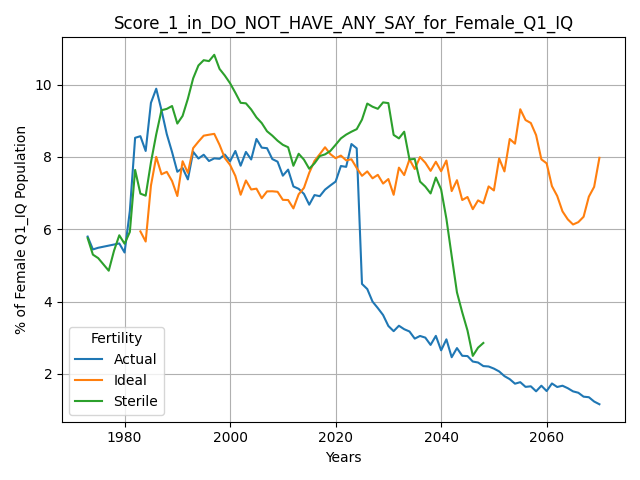 Score_1_in_DO_NOT_HAVE_ANY_SAY_for_Female_Q1_IQ
% of Female Q1_IQ Population
10
8
6
4
2
Fertility
Actual
Ideal
Sterile
1980 2000 2020 2040 2060
Years